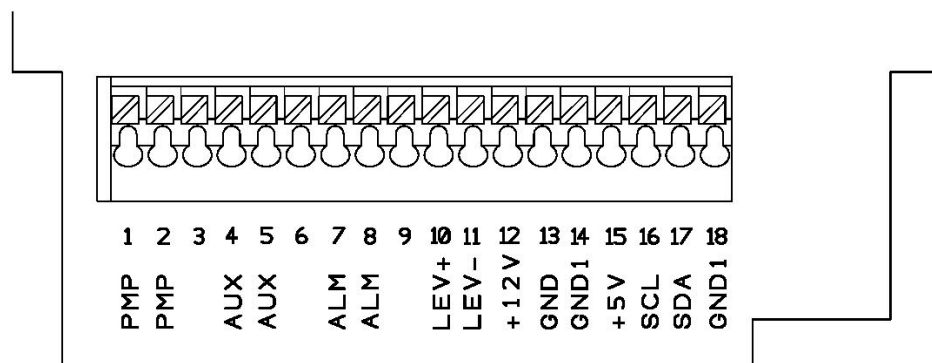 1 2 3 4 5 6 7 8 9 10 11 12 13 14 15 16 17 18
PMP PMP AUX AUX ALM ALM LEV+ LEV- +12V GND GND1 +5V SCL SDA GND1